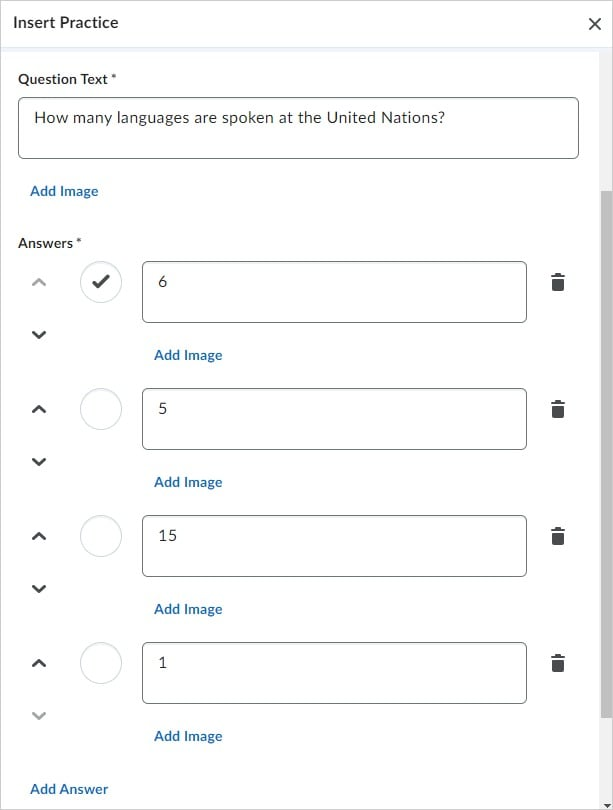 Insert Practice
Question Text *
How many languages are spoken at the United Nations?
Add Image
Answers *
6
Add Image
5
Add Image
15
Add Image
1
Add Image
Add Answer